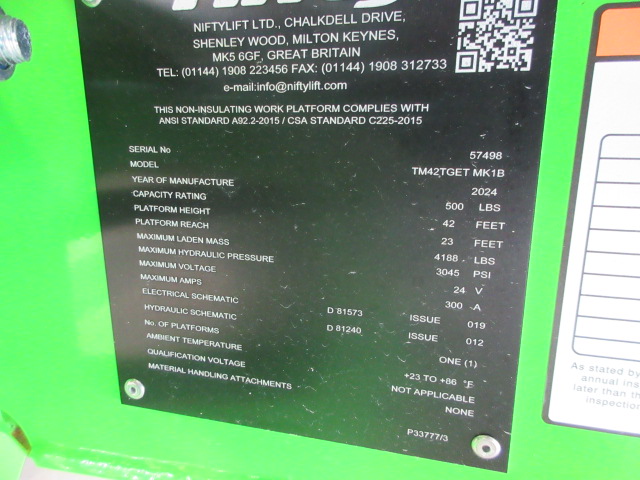 NIFTYLIFT LTD., CHALKDELL DRIVE,
SHENLEY WOOD, MILTON KEYNES,
MK5 6GF, GREAT BRITAIN
TEL: (01144) 1908 223456 FAX: (01144) 1908 312733
e-mail:info@niftylift.com
THIS NON-INSULATING WORK PLATFORM COMPLIES WITH
ANSI STANDARD A92.2-2015 / CSA STANDARD C225-2015
SERIAL No 57498
MODEL TM42TGET MK1B
YEAR OF MANUFACTURE 2024
CAPACITY RATING 500 LBS
PLATFORM HEIGHT 42 FEET
PLATFORM REACH 23 FEET
MAXIMUM LADEN MASS 4188 LBS
MAXIMUM HYDRAULIC PRESSURE 3045 PSI
MAXIMUM VOLTAGE 24 V
MAXIMUM AMPS 300 A
ELECTRICAL SCHEMATIC D 81573 ISSUE 019
HYDRAULIC SCHEMATIC D 81240 ISSUE 012
No. OF PLATFORMS ONE (1)
AMBIENT TEMPERATURE +23 TO +86 °F
QUALIFICATION VOLTAGE NOT APPLICABLE
MATERIAL HANDLING ATTACHMENTS NONE
P33777/3
As stated by
annual ins
later than th
inspectio